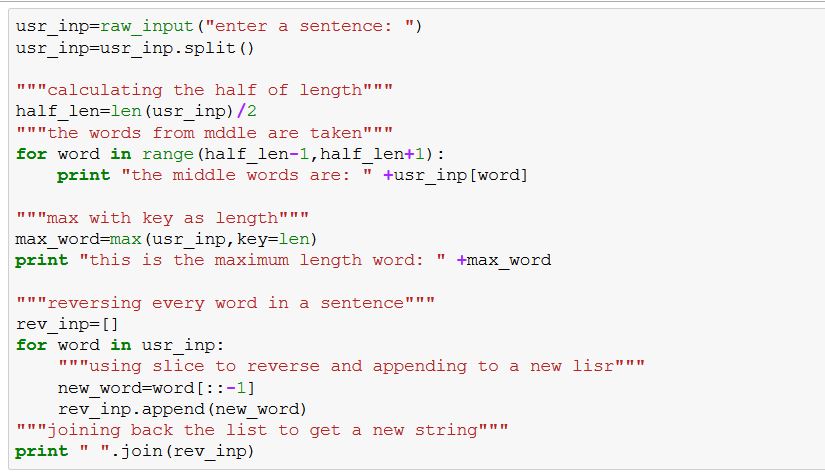 usr_inp=raw_input("enter a sentence: ")
usr_inp=usr_inp.split()
"""calculating the half of length"""
half_len=len(usr_inp)/2
"""the words from mddle are taken"""
for word in range(half_len-1,half_len+1):
    print "the middle words are: " +usr_inp[word]
"""max with key as length"""
max_word=max(usr_inp,key=len)
print "this is the maximum length word: " +max_word
"""reversing every word in a sentence"""
rev_inp=[]
for word in usr_inp:
    """using slice to reverse and appending to a new lisr"""
    new_word=word[::-1]
    rev_inp.append(new_word)
"""joining back the list to get a new string"""
print " ".join(rev_inp)